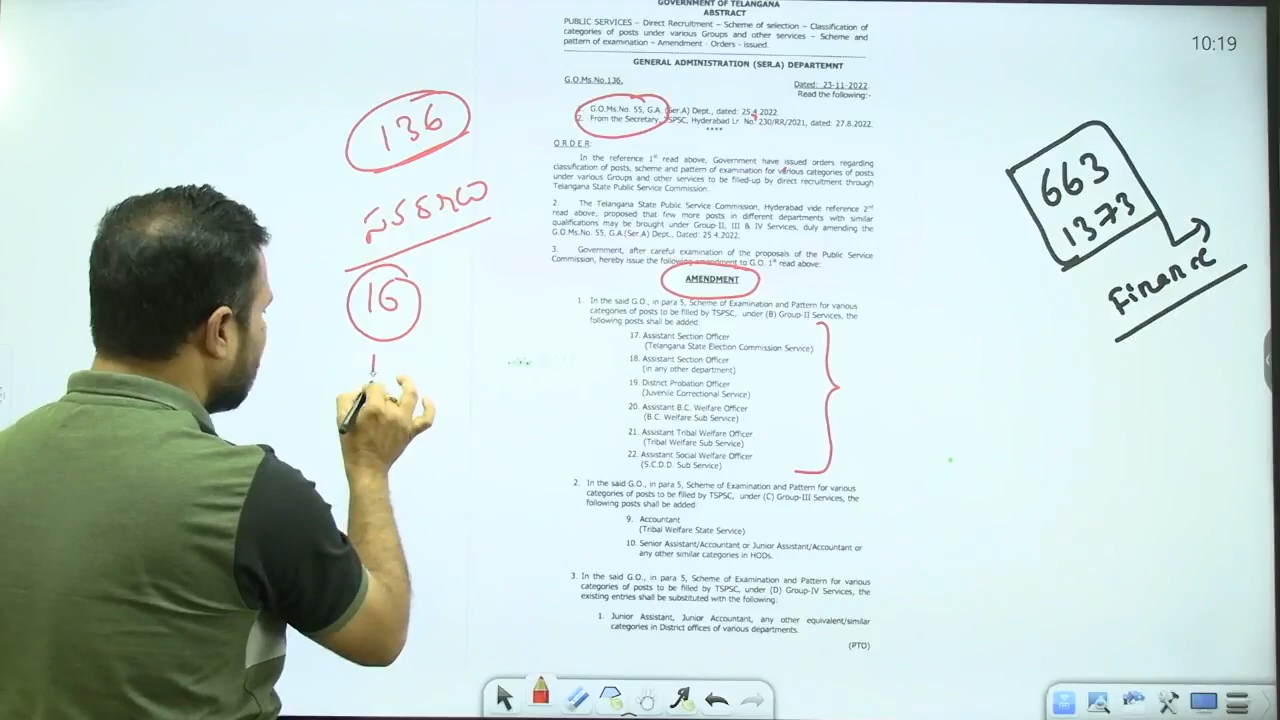 GOVERNMENT OF TELANGANA
ABSTRACT
PUBLIC SERVICES – Direct Recruitment – Scheme of selection – Classification of
categories of posts under various Groups and other services – Scheme and
pattern of examination – Amendment - Orders - issued.
GENERAL ADMINISTRATION (SER.A) DEPARTEMNT
G.O.Ms.No.136. Dated: 23-11-2022
Read the following:-
1. G.O.Ms.No. 55, G.A. (Ser.A) Dept., dated: 25.4.2022.
2. From the Secretary, TSPSC, Hyderabad Lr. No. 230/RR/2021, dated: 27.8.2022.
****
O R D E R:
In the reference 1st read above, Government have issued orders regarding
classification of posts, scheme and pattern of examination for various categories of posts
under various Groups and other services to be filled-up by direct recruitment through
Telangana State Public Service Commission.
2. The Telangana State Public Service Commission, Hyderabad vide reference 2nd
read above, proposed that few more posts in different departments with similar
qualifications may be brought under Group-II, III & IV Services, duly amending the
G.O.Ms.No. 55, G.A.(Ser.A) Dept., Dated: 25.4.2022.
3. Government, after careful examination of the proposals of the Public Service
Commission, hereby issue the following amendment to G.O. 1st read above:
AMENDMENT
1. In the said G.O., in para 5, Scheme of Examination and Pattern for various
categories of posts to be filled by TSPSC, under (B) Group-II Services, the
following posts shall be added:
17. Assistant Section Officer
(Telangana State Election Commission Service)
18. Assistant Section Officer
(in any other department)
19. District Probation Officer
(Juvenile Correctional Service)
20. Assistant B.C. Welfare Officer
(B.C. Welfare Sub Service)
21. Assistant Tribal Welfare Officer
(Tribal Welfare Sub Service)
22. Assistant Social Welfare Officer
(S.C.D.D. Sub Service)
2. In the said G.O., in para 5, Scheme of Examination and Pattern for various
categories of posts to be filled by TSPSC, under (C) Group-III Services, the
following posts shall be added:
9. Accountant
(Tribal Welfare State Service)
10. Senior Assistant/Accountant or Junior Assistant/Accountant or
any other similar categories in HODs.
3. In the said G.O., in para 5, Scheme of Examination and Pattern for various
categories of posts to be filled by TSPSC, under (D) Group-IV Services, the
existing entries shall be substituted with the following:
1. Junior Assistant, Junior Accountant, any other equivalent/similar
categories in District offices of various departments.
(PTO)
136
16
10:19
663
1373
Finance